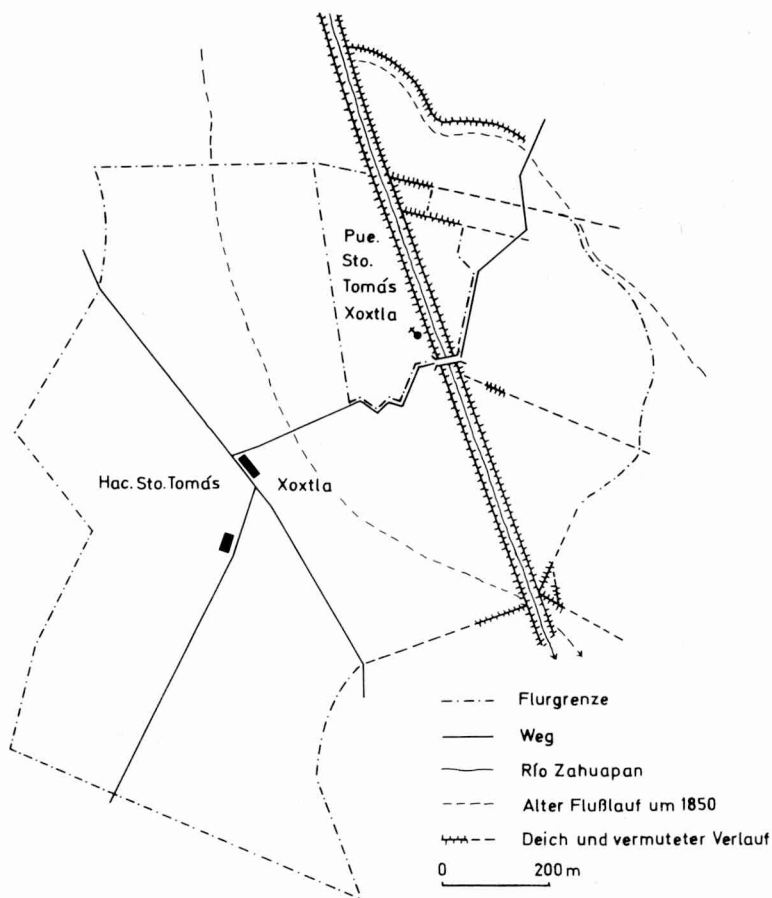 Pue.
Sto.
Tomás
Xoxtla
Hac. Sto. Tomás Xoxtla
Flurgrenze
Weg
Río Zahuapan
Alter Flußlauf um 1850
Deich und vermuteter Verlauf
0 200 m